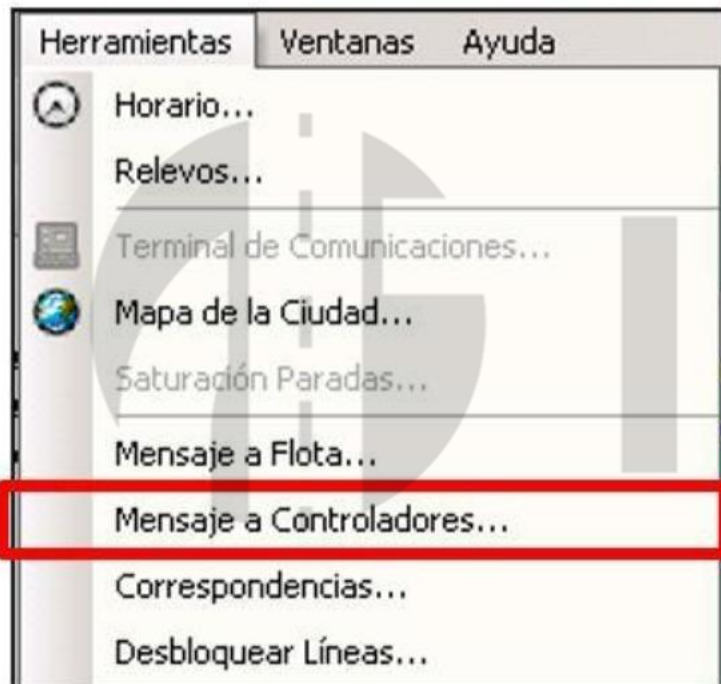 Herramientas Ventanas Ayuda
Horario...
Relevos...
Terminal de Comunicaciones...
Mapa de la Ciudad...
Saturación Paradas...
Mensaje a Flota...
Mensaje a Controladores...
Correspondencias...
Desbloquear Líneas...